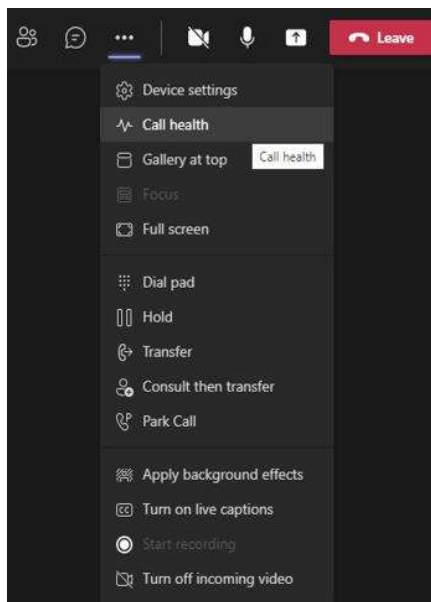 Leave
Device settings
Call health
Gallery at top
Call health
Focus
Full screen
Dial pad
Hold
Transfer
Consult then transfer
Park Call
Apply background effects
CC Turn on live captions
Start recording
Turn off incoming video